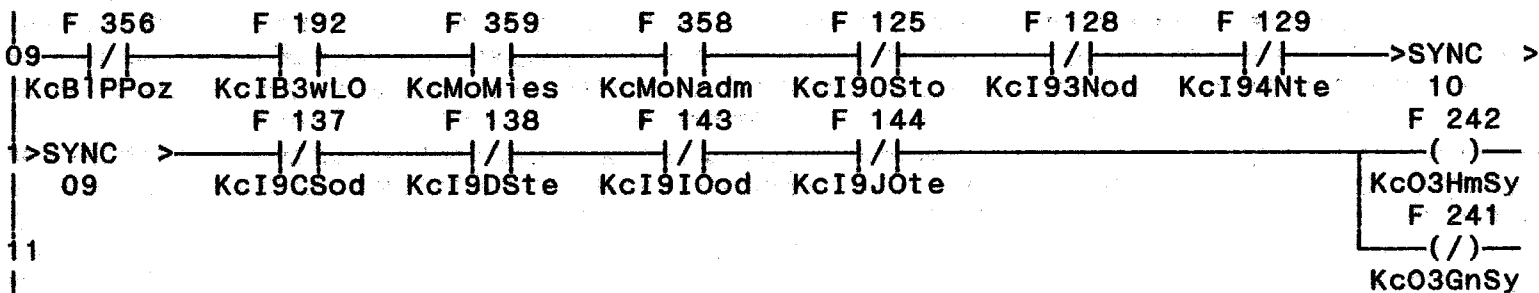 F 356 F 192 F 359 F 358 F 125 F 128 F 129
09 >SYNC >
KcB1PPoz KcIB3wLO KcMoMies KcMoNadm KcI90Sto KcI93Nod KcI94Nte 10
F 137 F 138 F 143 F 144 F 242
1>SYNC > ( )
09 KcI9CSod KcI9DSte KcI9IOod KcI9JOte KcO3HmSy
F 241
11 (/)
KcO3GnSy